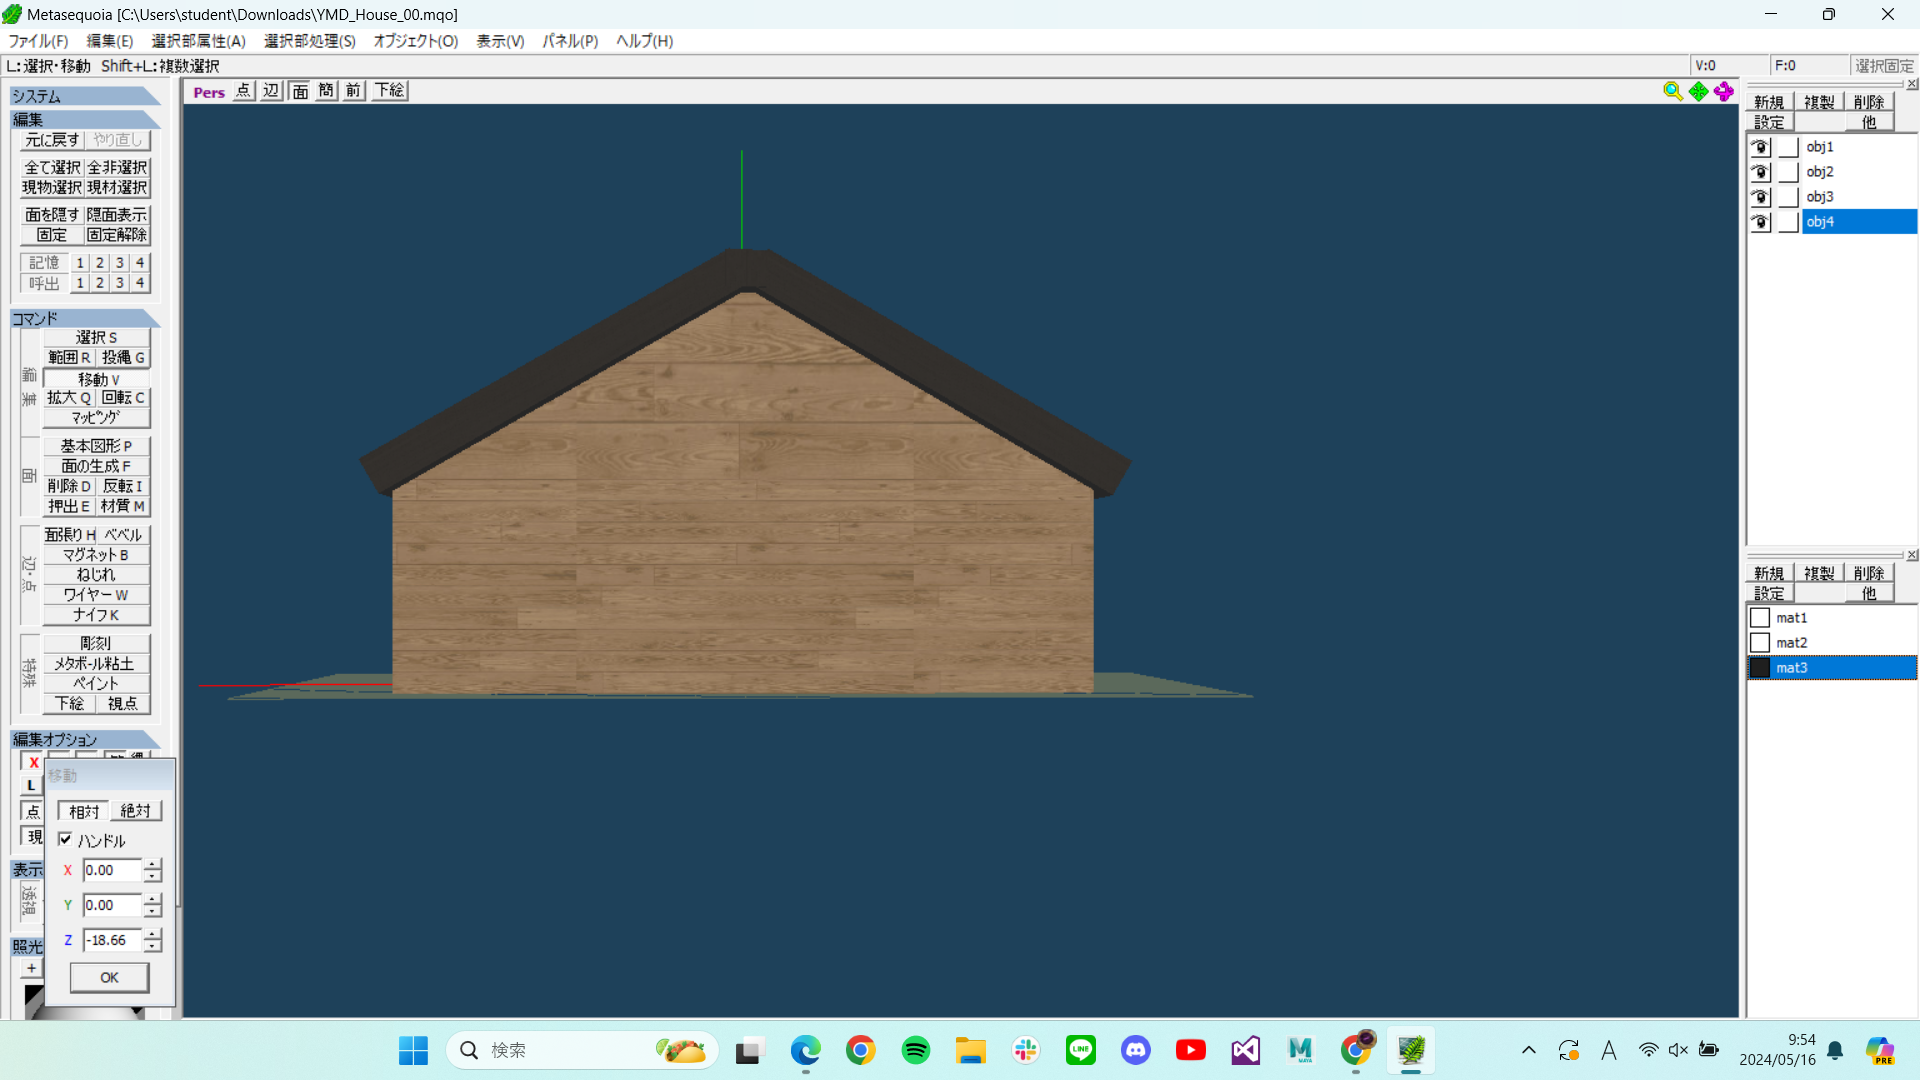 Metasequoia [C:\Users\student\Downloads\YMD_House_00.mqo]
ファイル(F) 編集(E) 選択部属性(A) 選択部処理(S) オブジェクト(O) 表示(V) パネル(P) ヘルプ(H)
L:選択・移動 Shift+L:複数選択 V:0 F:0 選択固定
Pers 点 辺 面 簡 前 下絵
システム
編集
元に戻す やり直し
全て選択 全非選択
現物選択 現材選択
面を隠す 隠面表示
固定 固定解除
記憶 1 2 3 4
呼出 1 2 3 4
コマンド
編集
選択 S
範囲 R 投縄 G
移動 V
拡大 Q 回転 C
マッピング
面
基本図形 P
面の生成 F
削除 D 反転 I
押出 E 材質 M
辺・点
面張り H ベベル
マグネット B
ねじれ
ワイヤー W
ナイフ K
特殊
彫刻
メタボール粘土
ペイント
下絵 視点
編集オプション
X
L
点
現
表示
透視
照光
+
移動
相対 絶対
ハンドル
X 0.00
Y 0.00
Z -18.66
OK
新規 複製 削除
設定 他
obj1
obj2
obj3
obj4
新規 複製 削除
設定 他
mat1
mat2
mat3
検索
LINE
MAYA
A
9:54
2024/05/16
PRE